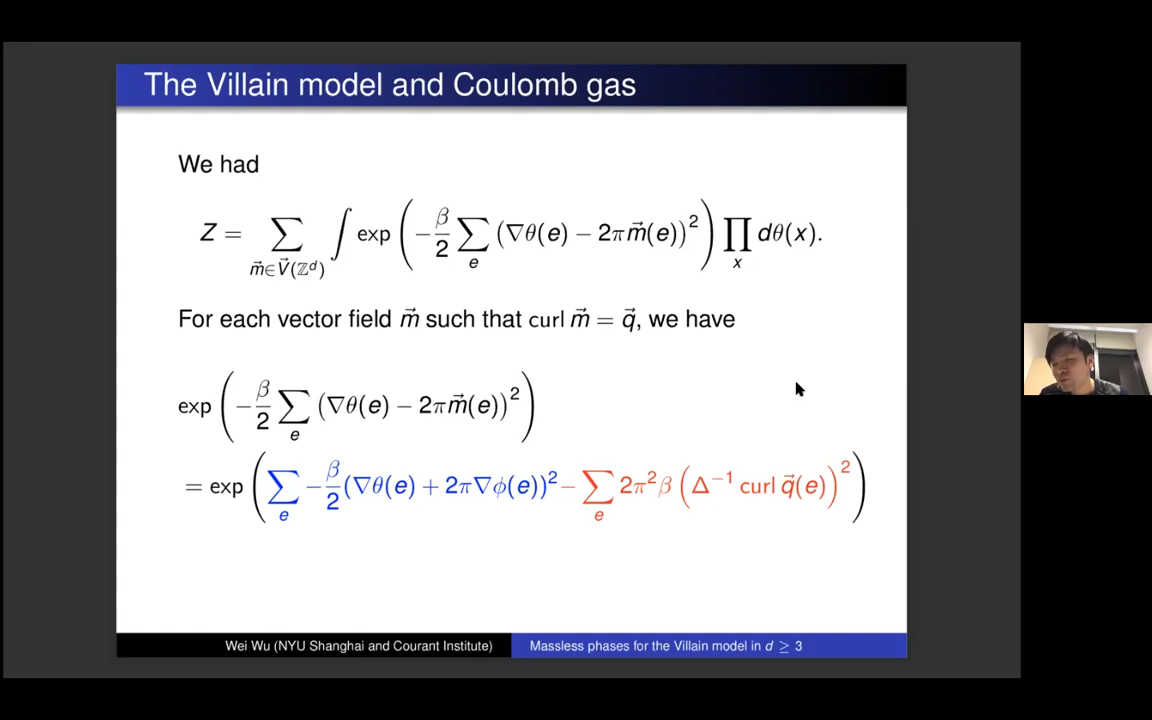 The Villain model and Coulomb gas
We had
Z = ∑_{m⃗∈V⃗(ℤ^d)} ∫ exp(−β/2 ∑_e (∇θ(e) − 2πm⃗(e))²) ∏_x dθ(x).
For each vector field m⃗ such that curl m⃗ = q⃗, we have
exp(−β/2 ∑_e (∇θ(e) − 2πm⃗(e))²)
= exp(∑_e −β/2(∇θ(e) + 2π∇ϕ(e))² − ∑_e 2π²β(Δ⁻¹ curl q⃗(e))²)
Wei Wu (NYU Shanghai and Courant Institute) Massless phases for the Villain model in d ≥ 3